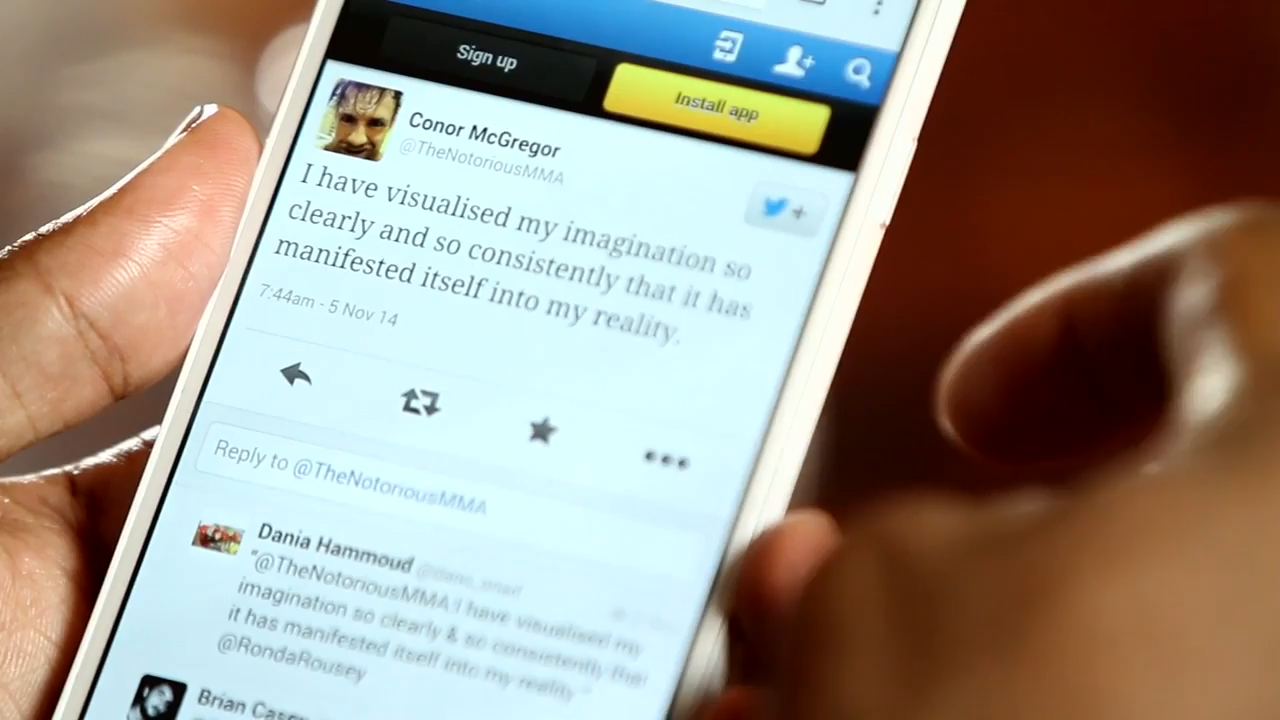 Sign up
Install app
Conor McGregor
@TheNotoriousMMA
I have visualised my imagination so
clearly and so consistently that it has
manifested itself into my reality.
7:44am - 5 Nov 14
Reply to @TheNotoriousMMA
Dania Hammoud
"@TheNotoriousMMA:I have visualised my
imagination so clearly & so consistently that
it has manifested itself into my reality."
@RondaRousey
Brian